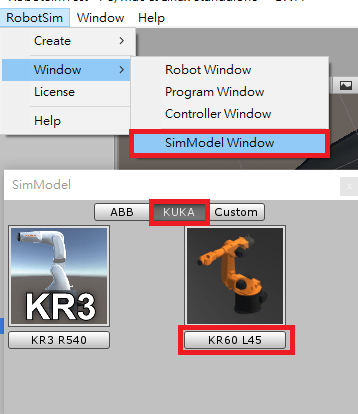 RobotSim Window Help
Create
Window
License
Help
Robot Window
Program Window
Controller Window
SimModel Window
SimModel
ABB KUKA Custom
KR3
KR3 R540 KR60 L45